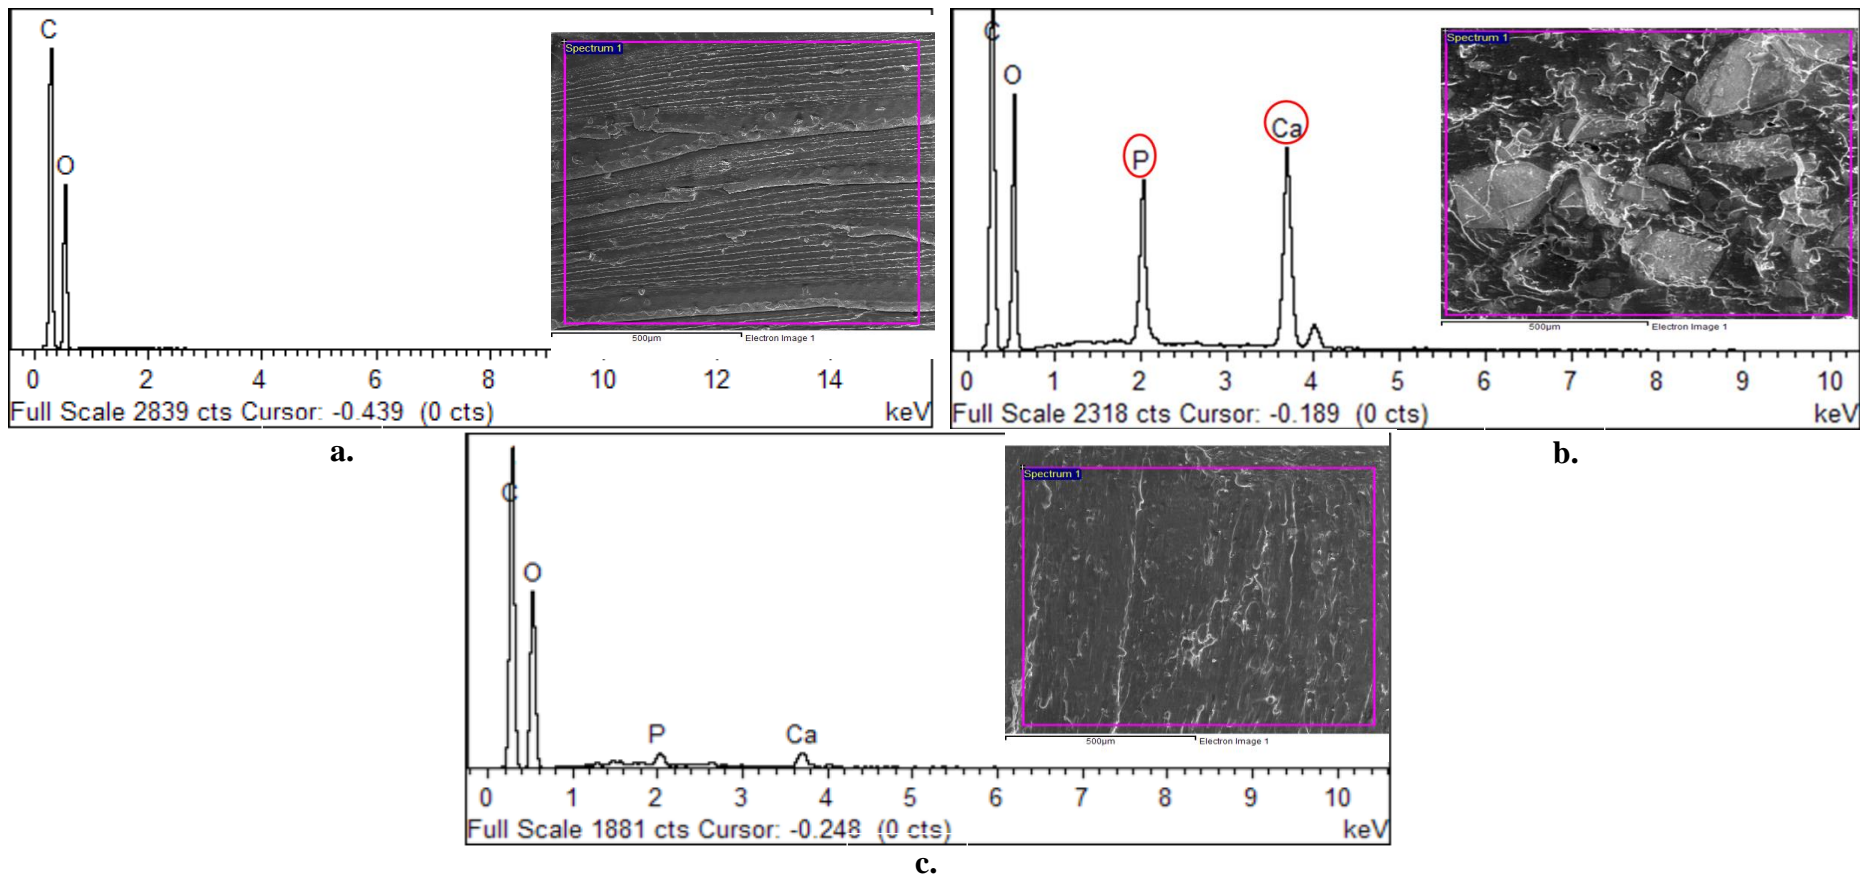 C
O
Spectrum 1
500µm Electron Image 1
0 2 4 6 8 10 12 14
Full Scale 2839 cts Cursor: -0.439 (0 cts) keV
a.
C
O
P
Ca
Spectrum 1
500µm Electron Image 1
0 1 2 3 4 5 6 7 8 9 10
Full Scale 2318 cts Cursor: -0.189 (0 cts) keV
b.
C
O
P
Ca
Spectrum 1
500µm Electron Image 1
0 1 2 3 4 5 6 7 8 9 10
Full Scale 1881 cts Cursor: -0.248 (0 cts) keV
c.